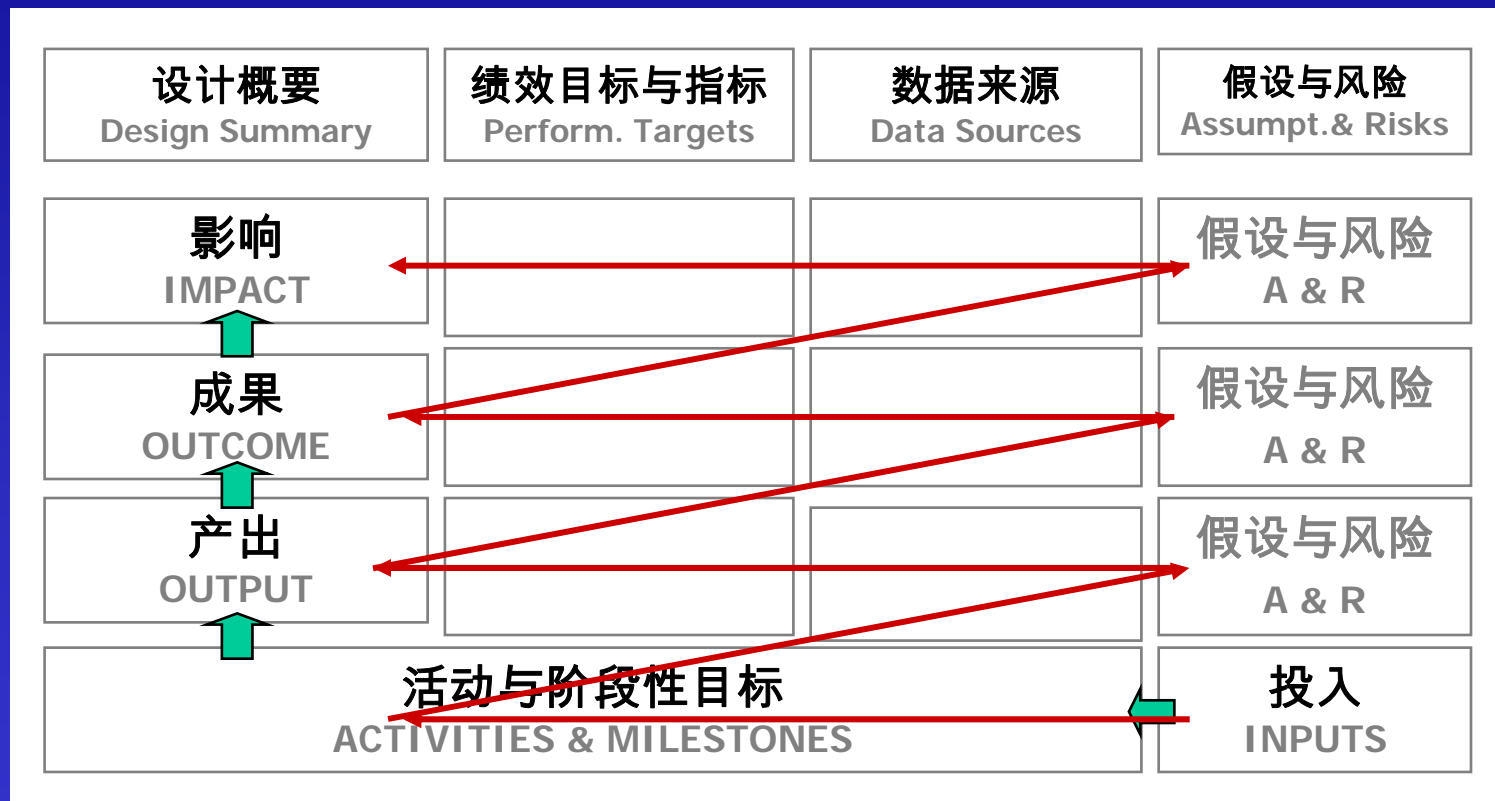 设计概要
Design Summary
绩效目标与指标
Perform. Targets
数据来源
Data Sources
假设与风险
Assumpt.& Risks
影响
IMPACT
假设与风险
A & R
成果
OUTCOME
假设与风险
A & R
产出
OUTPUT
假设与风险
A & R
活动与阶段性目标
ACTIVITIES & MILESTONES
投入
INPUTS